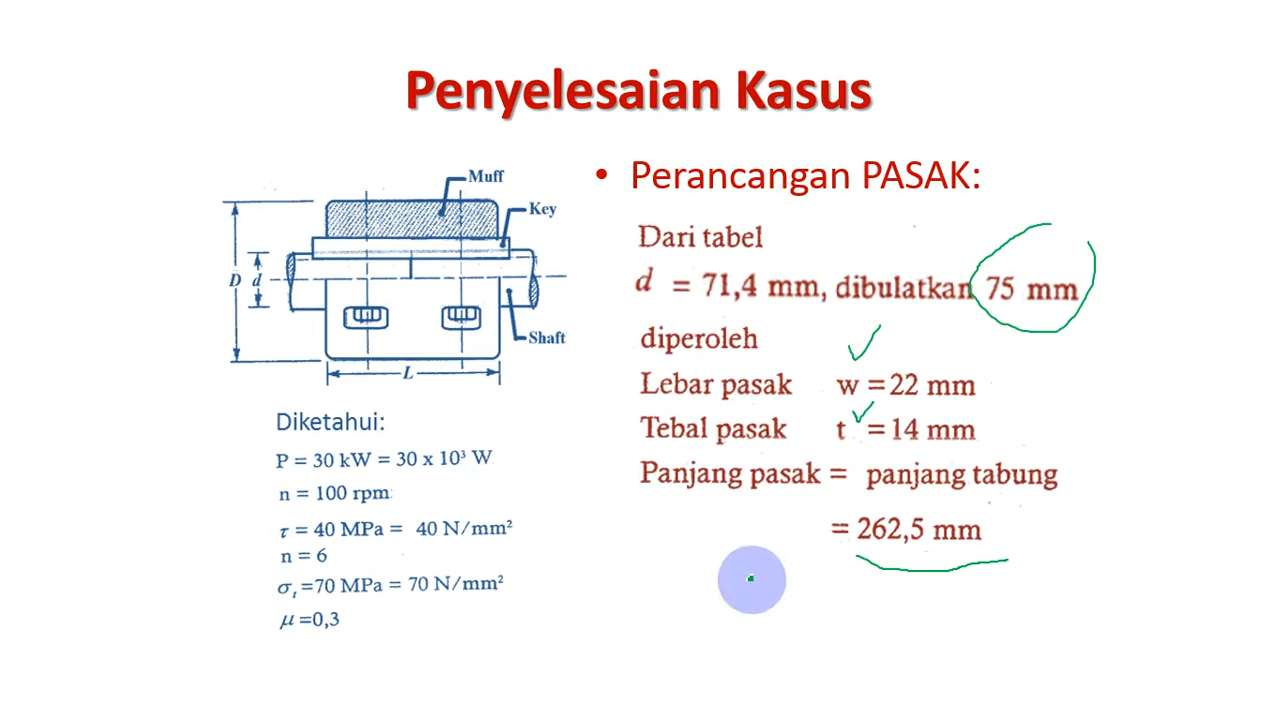 Penyelesaian Kasus
Muff
Key
D
d
Shaft
L
Diketahui:
P = 30 kW = 30 x 10³ W
n = 100 rpm
τ = 40 MPa = 40 N/mm²
n = 6
σt =70 MPa = 70 N/mm²
μ =0,3
• Perancangan PASAK:
Dari tabel
d = 71,4 mm, dibulatkan 75 mm
diperoleh
Lebar pasak w = 22 mm
Tebal pasak t = 14 mm
Panjang pasak = panjang tabung
= 262,5 mm